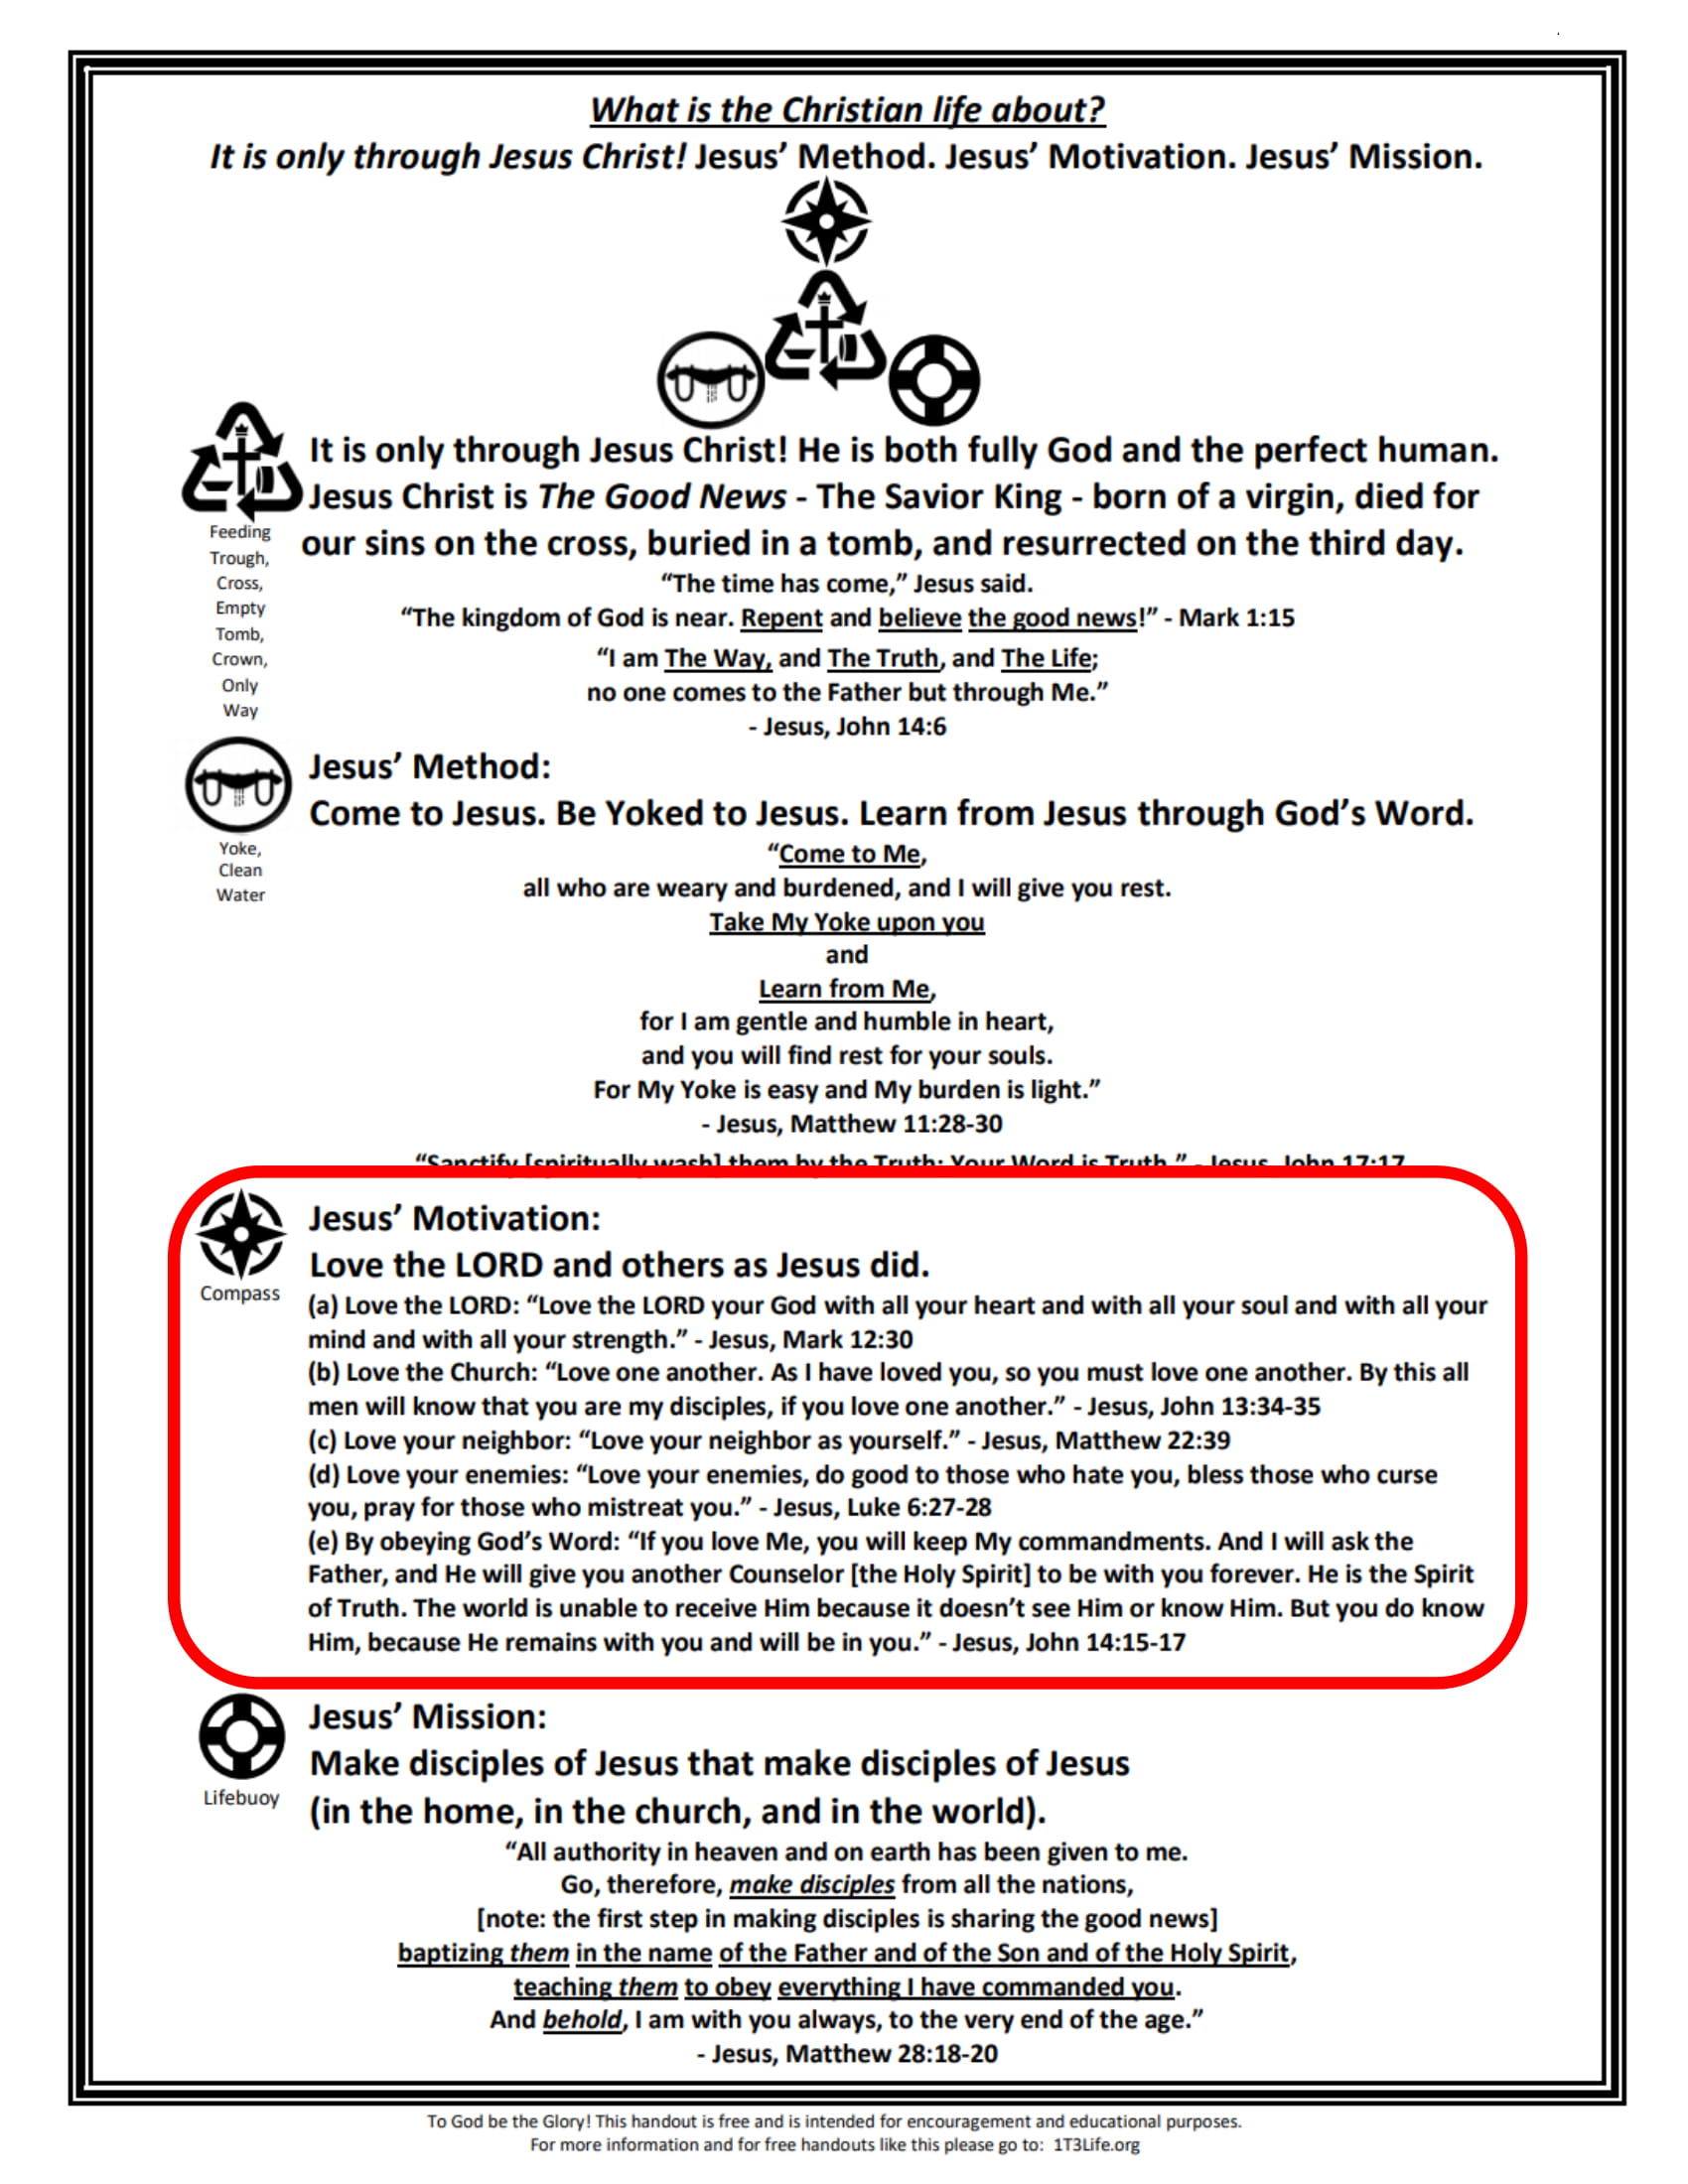 What is the Christian life about?
It is only through Jesus Christ! Jesus’ Method. Jesus’ Motivation. Jesus’ Mission.
It is only through Jesus Christ! He is both fully God and the perfect human.
Jesus Christ is The Good News - The Savior King - born of a virgin, died for
our sins on the cross, buried in a tomb, and resurrected on the third day.
Feeding
Trough,
Cross,
Empty
Tomb,
Crown,
Only
Way
“The time has come,” Jesus said.
“The kingdom of God is near. Repent and believe the good news!” - Mark 1:15
“I am The Way, and The Truth, and The Life;
no one comes to the Father but through Me.”
- Jesus, John 14:6
Jesus’ Method:
Come to Jesus. Be Yoked to Jesus. Learn from Jesus through God’s Word.
Yoke,
Clean
Water
“Come to Me,
all who are weary and burdened, and I will give you rest.
Take My Yoke upon you
and
Learn from Me,
for I am gentle and humble in heart,
and you will find rest for your souls.
For My Yoke is easy and My burden is light.”
- Jesus, Matthew 11:28-30
“Sanctify [spiritually wash] them by the Truth; Your Word is Truth.” - Jesus, John 17:17
Jesus’ Motivation:
Love the LORD and others as Jesus did.
Compass
(a) Love the LORD: “Love the LORD your God with all your heart and with all your soul and with all your
mind and with all your strength.” - Jesus, Mark 12:30
(b) Love the Church: “Love one another. As I have loved you, so you must love one another. By this all
men will know that you are my disciples, if you love one another.” - Jesus, John 13:34-35
(c) Love your neighbor: “Love your neighbor as yourself.” - Jesus, Matthew 22:39
(d) Love your enemies: “Love your enemies, do good to those who hate you, bless those who curse
you, pray for those who mistreat you.” - Jesus, Luke 6:27-28
(e) By obeying God’s Word: “If you love Me, you will keep My commandments. And I will ask the
Father, and He will give you another Counselor [the Holy Spirit] to be with you forever. He is the Spirit
of Truth. The world is unable to receive Him because it doesn’t see Him or know Him. But you do know
Him, because He remains with you and will be in you.” - Jesus, John 14:15-17
Jesus’ Mission:
Make disciples of Jesus that make disciples of Jesus
(in the home, in the church, and in the world).
Lifebuoy
“All authority in heaven and on earth has been given to me.
Go, therefore, make disciples from all the nations,
[note: the first step in making disciples is sharing the good news]
baptizing them in the name of the Father and of the Son and of the Holy Spirit,
teaching them to obey everything I have commanded you.
And behold, I am with you always, to the very end of the age.”
- Jesus, Matthew 28:18-20
To God be the Glory! This handout is free and is intended for encouragement and educational purposes.
For more information and for free handouts like this please go to: 1T3Life.org